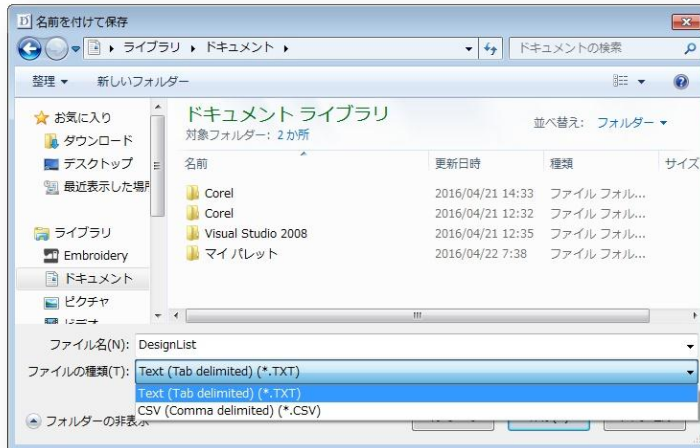 名前を付けて保存
ライブラリ ドキュメント
ドキュメントの検索
整理 新しいフォルダー
お気に入り
ダウンロード
デスクトップ
最近表示した場所
ライブラリ
Embroidery
ドキュメント
ピクチャ
ドキュメント ライブラリ
対象フォルダー: 2 か所
並べ替え: フォルダー
名前 更新日時 種類 サイズ
Corel 2016/04/21 14:33 ファイル フォル...
Corel 2016/04/21 12:32 ファイル フォル...
Visual Studio 2008 2016/04/21 12:35 ファイル フォル...
マイ パレット 2016/04/22 7:38 ファイル フォル...
ファイル名(N): DesignList
ファイルの種類(T): Text (Tab delimited) (*.TXT)
Text (Tab delimited) (*.TXT)
CSV (Comma delimited) (*.CSV)
フォルダーの非表示